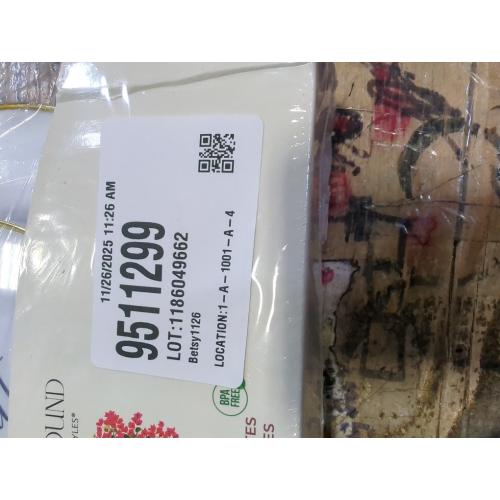 11/26/2025 11:26 AM
9511299
LOT:1186049662
Betsy1126
LOCATION:1-A-1001-A-4
OUND
YLES®
BPA
FREE
TES
ES